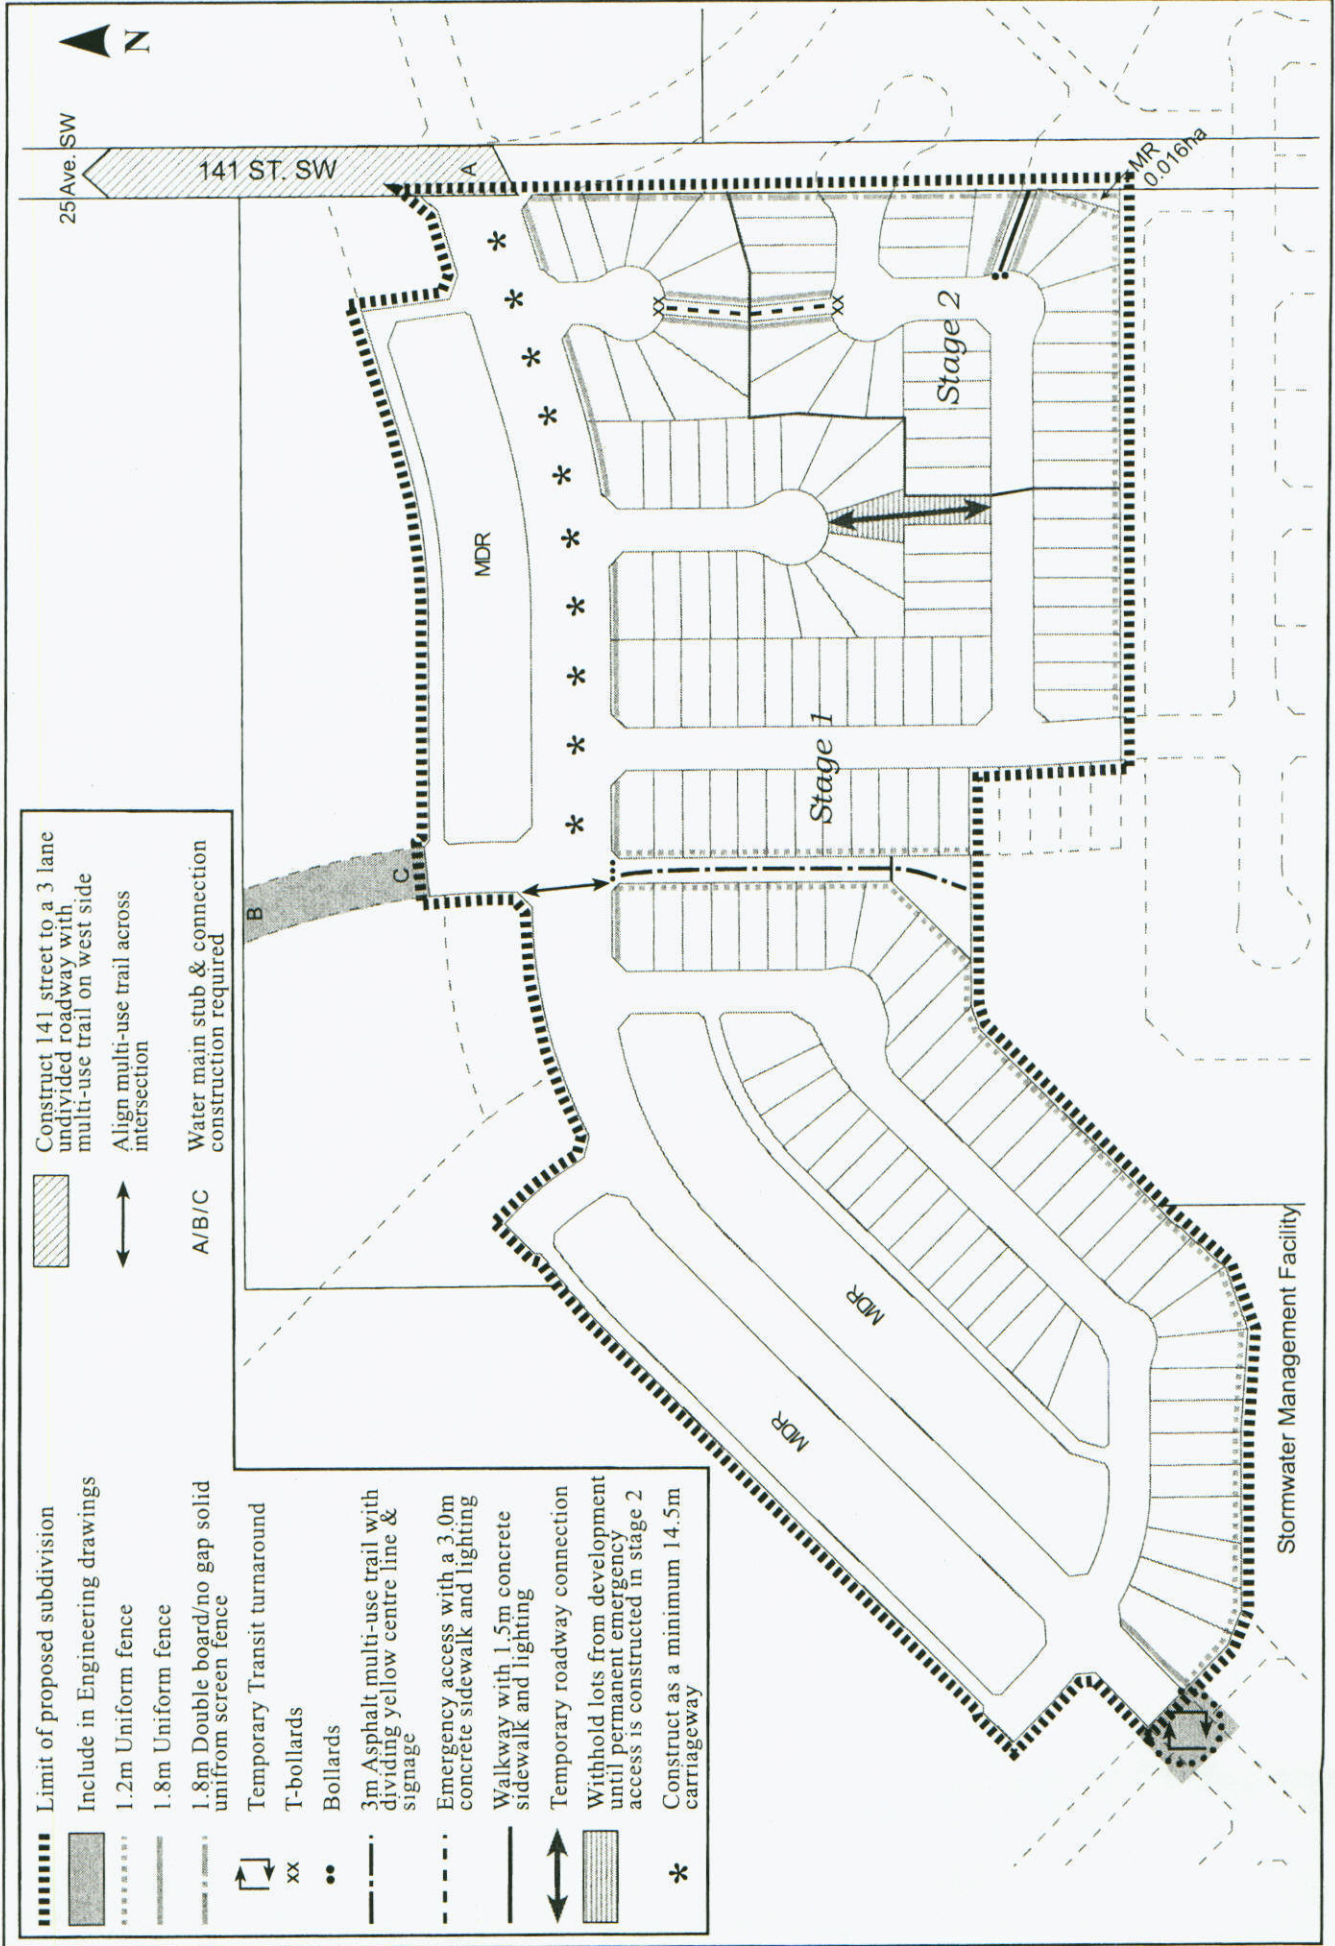 Limit of proposed subdivision
Include in Engineering drawings
1.2m Uniform fence
1.8m Uniform fence
1.8m Double board/no gap solid
unifrom screen fence
Temporary Transit turnaround
xx
T-bollards
Bollards
3m Asphalt multi-use trail with
dividing yellow centre line &
signage
Emergency access with a 3.0m
concrete sidewalk and lighting
Walkway with 1.5m concrete
sidewalk and lighting
Temporary roadway connection
Withhold lots from development
until permanent emergency
access is constructed in stage 2
* Construct as a minimum 14.5m
carriageway
Construct 141 street to a 3 lane
undivided roadway with
multi-use trail on west side
Align multi-use trail across
intersection
A/B/C
Water main stub & connection
construction required
N
25 Ave. SW
141 ST. SW
A
B
C
MDR
MDR
MDR
Stage 1
Stage 2
xx
xx
MR
0.016ha
Stormwater Management Facility